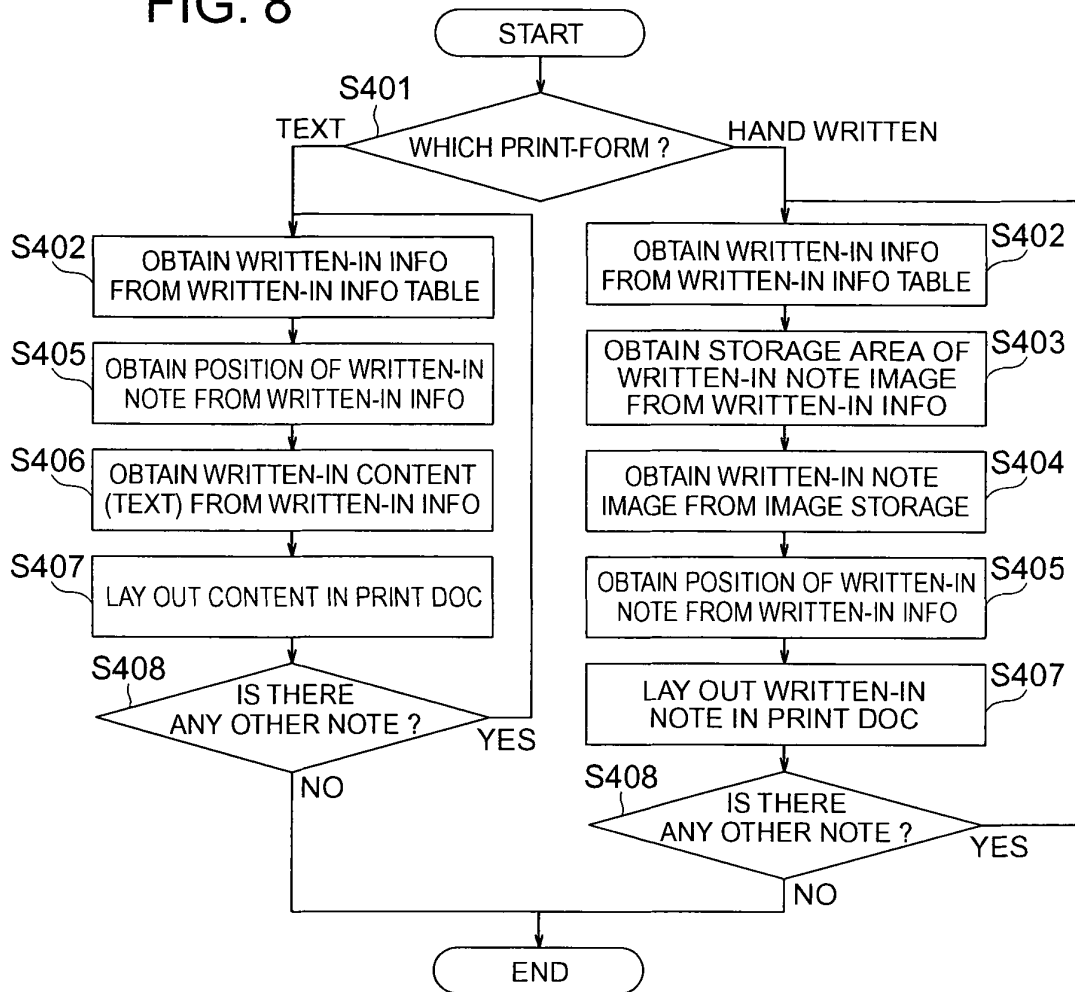 FIG. 8
START
S401
WHICH PRINT-FORM ?
TEXT
HAND WRITTEN
S402
OBTAIN WRITTEN-IN INFO
FROM WRITTEN-IN INFO TABLE
S405
OBTAIN POSITION OF WRITTEN-IN
NOTE FROM WRITTEN-IN INFO
S406
OBTAIN WRITTEN-IN CONTENT
(TEXT) FROM WRITTEN-IN INFO
S407
LAY OUT CONTENT IN PRINT DOC
S408
IS THERE
ANY OTHER NOTE ?
YES
NO
S402
OBTAIN WRITTEN-IN INFO
FROM WRITTEN-IN INFO TABLE
S403
OBTAIN STORAGE AREA OF
WRITTEN-IN NOTE IMAGE
FROM WRITTEN-IN INFO
S404
OBTAIN WRITTEN-IN NOTE
IMAGE FROM IMAGE STORAGE
S405
OBTAIN POSITION OF WRITTEN-IN
NOTE FROM WRITTEN-IN INFO
S407
LAY OUT WRITTEN-IN
NOTE IN PRINT DOC
S408
IS THERE
ANY OTHER NOTE ?
YES
NO
END